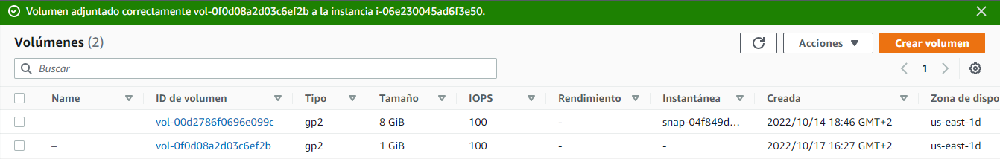 Volumen adjuntado correctamente vol-0f0d08a2d03c6ef2b a la instancia i-06e230045ad6f3e50.
Volúmenes (2)
Acciones
Crear volumen
Buscar
1
Name ID de volumen Tipo Tamaño IOPS Rendimiento Instantánea Creada Zona de dispo
– vol-00d2786f0696e099c gp2 8 GiB 100 - snap-04f849d... 2022/10/14 18:46 GMT+2 us-east-1d
– vol-0f0d08a2d03c6ef2b gp2 1 GiB 100 - - 2022/10/17 16:27 GMT+2 us-east-1d